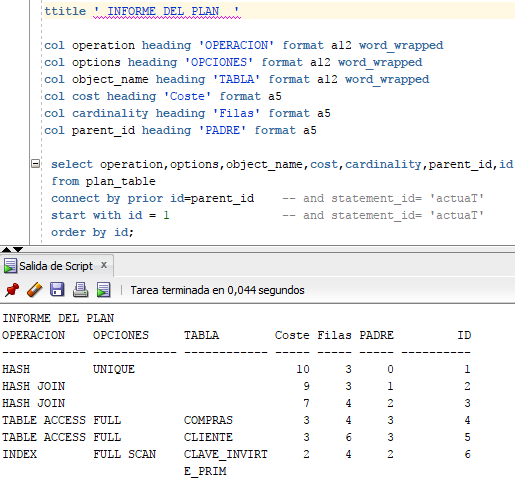 ttitle ' INFORME DEL PLAN  '
col operation heading 'OPERACION' format a12 word_wrapped
col options heading 'OPCIONES' format a12 word_wrapped
col object_name heading 'TABLA' format a12 word_wrapped
col cost heading 'Coste' format a5
col cardinality heading 'Filas' format a5
col parent_id heading 'PADRE' format a5
select operation,options,object_name,cost,cardinality,parent_id,id
from plan_table
connect by prior id=parent_id    -- and statement_id= 'actuaT'
start with id = 1                -- and statement_id= 'actuaT'
order by id;
Salida de Script x
Tarea terminada en 0,044 segundos
INFORME DEL PLAN
OPERACION    OPCIONES     TABLA        Coste Filas PADRE         ID
------------ ------------ ------------ ----- ----- ----- ----------
HASH         UNIQUE                       10     3     0          1
HASH JOIN                                  9     3     1          2
HASH JOIN                                  7     4     2          3
TABLE ACCESS FULL         COMPRAS          3     4     3          4
TABLE ACCESS FULL         CLIENTE          3     6     3          5
INDEX        FULL SCAN    CLAVE_INVIRT     2     4     2          6
                          E_PRIM